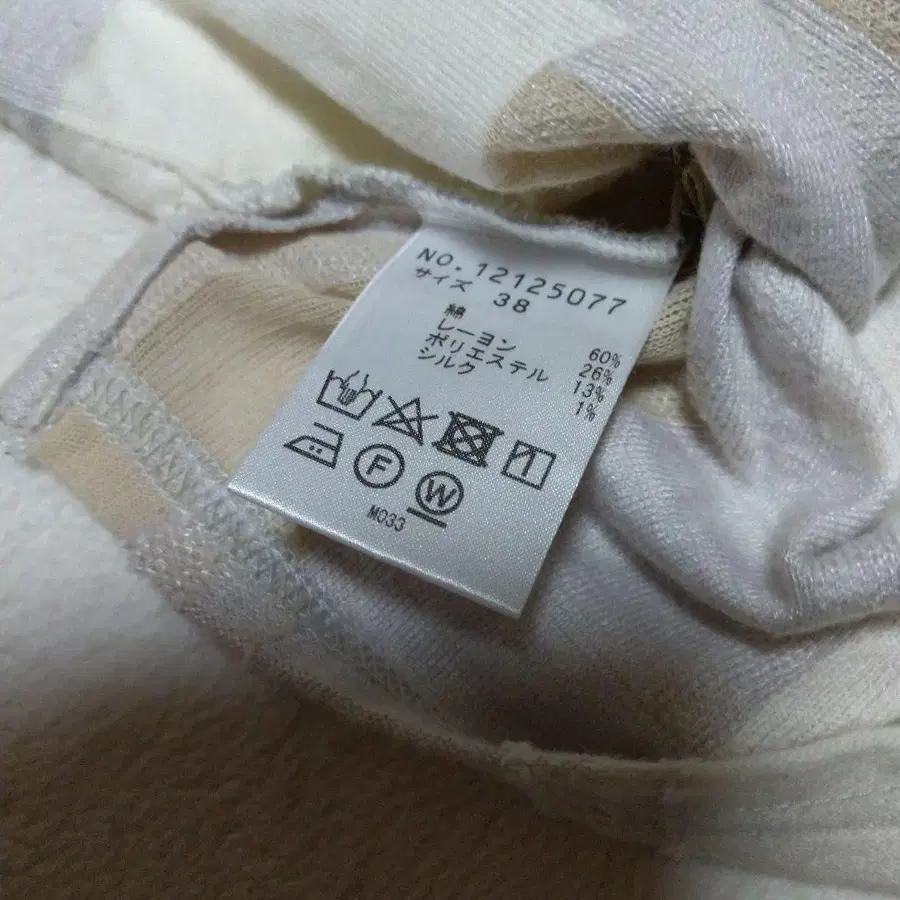 NO. 12125077
サイズ 38
綿 60%
レーヨン 26%
ポリエステル 13%
シルク 1%
F
W
M033